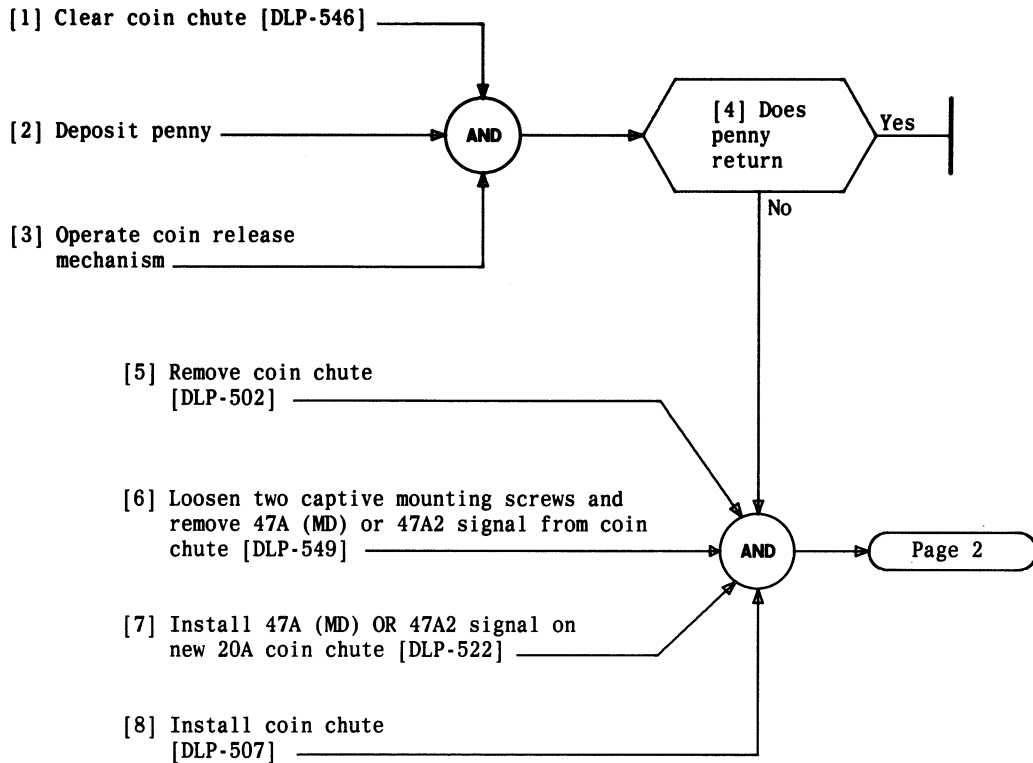 [1] Clear coin chute [DLP-546]
[2] Deposit penny
AND
[4] Does
penny
return
Yes
No
[3] Operate coin release
mechanism
[5] Remove coin chute
[DLP-502]
[6] Loosen two captive mounting screws and
remove 47A (MD) or 47A2 signal from coin
chute [DLP-549]
AND
Page 2
[7] Install 47A (MD) OR 47A2 signal on
new 20A coin chute [DLP-522]
[8] Install coin chute
[DLP-507]